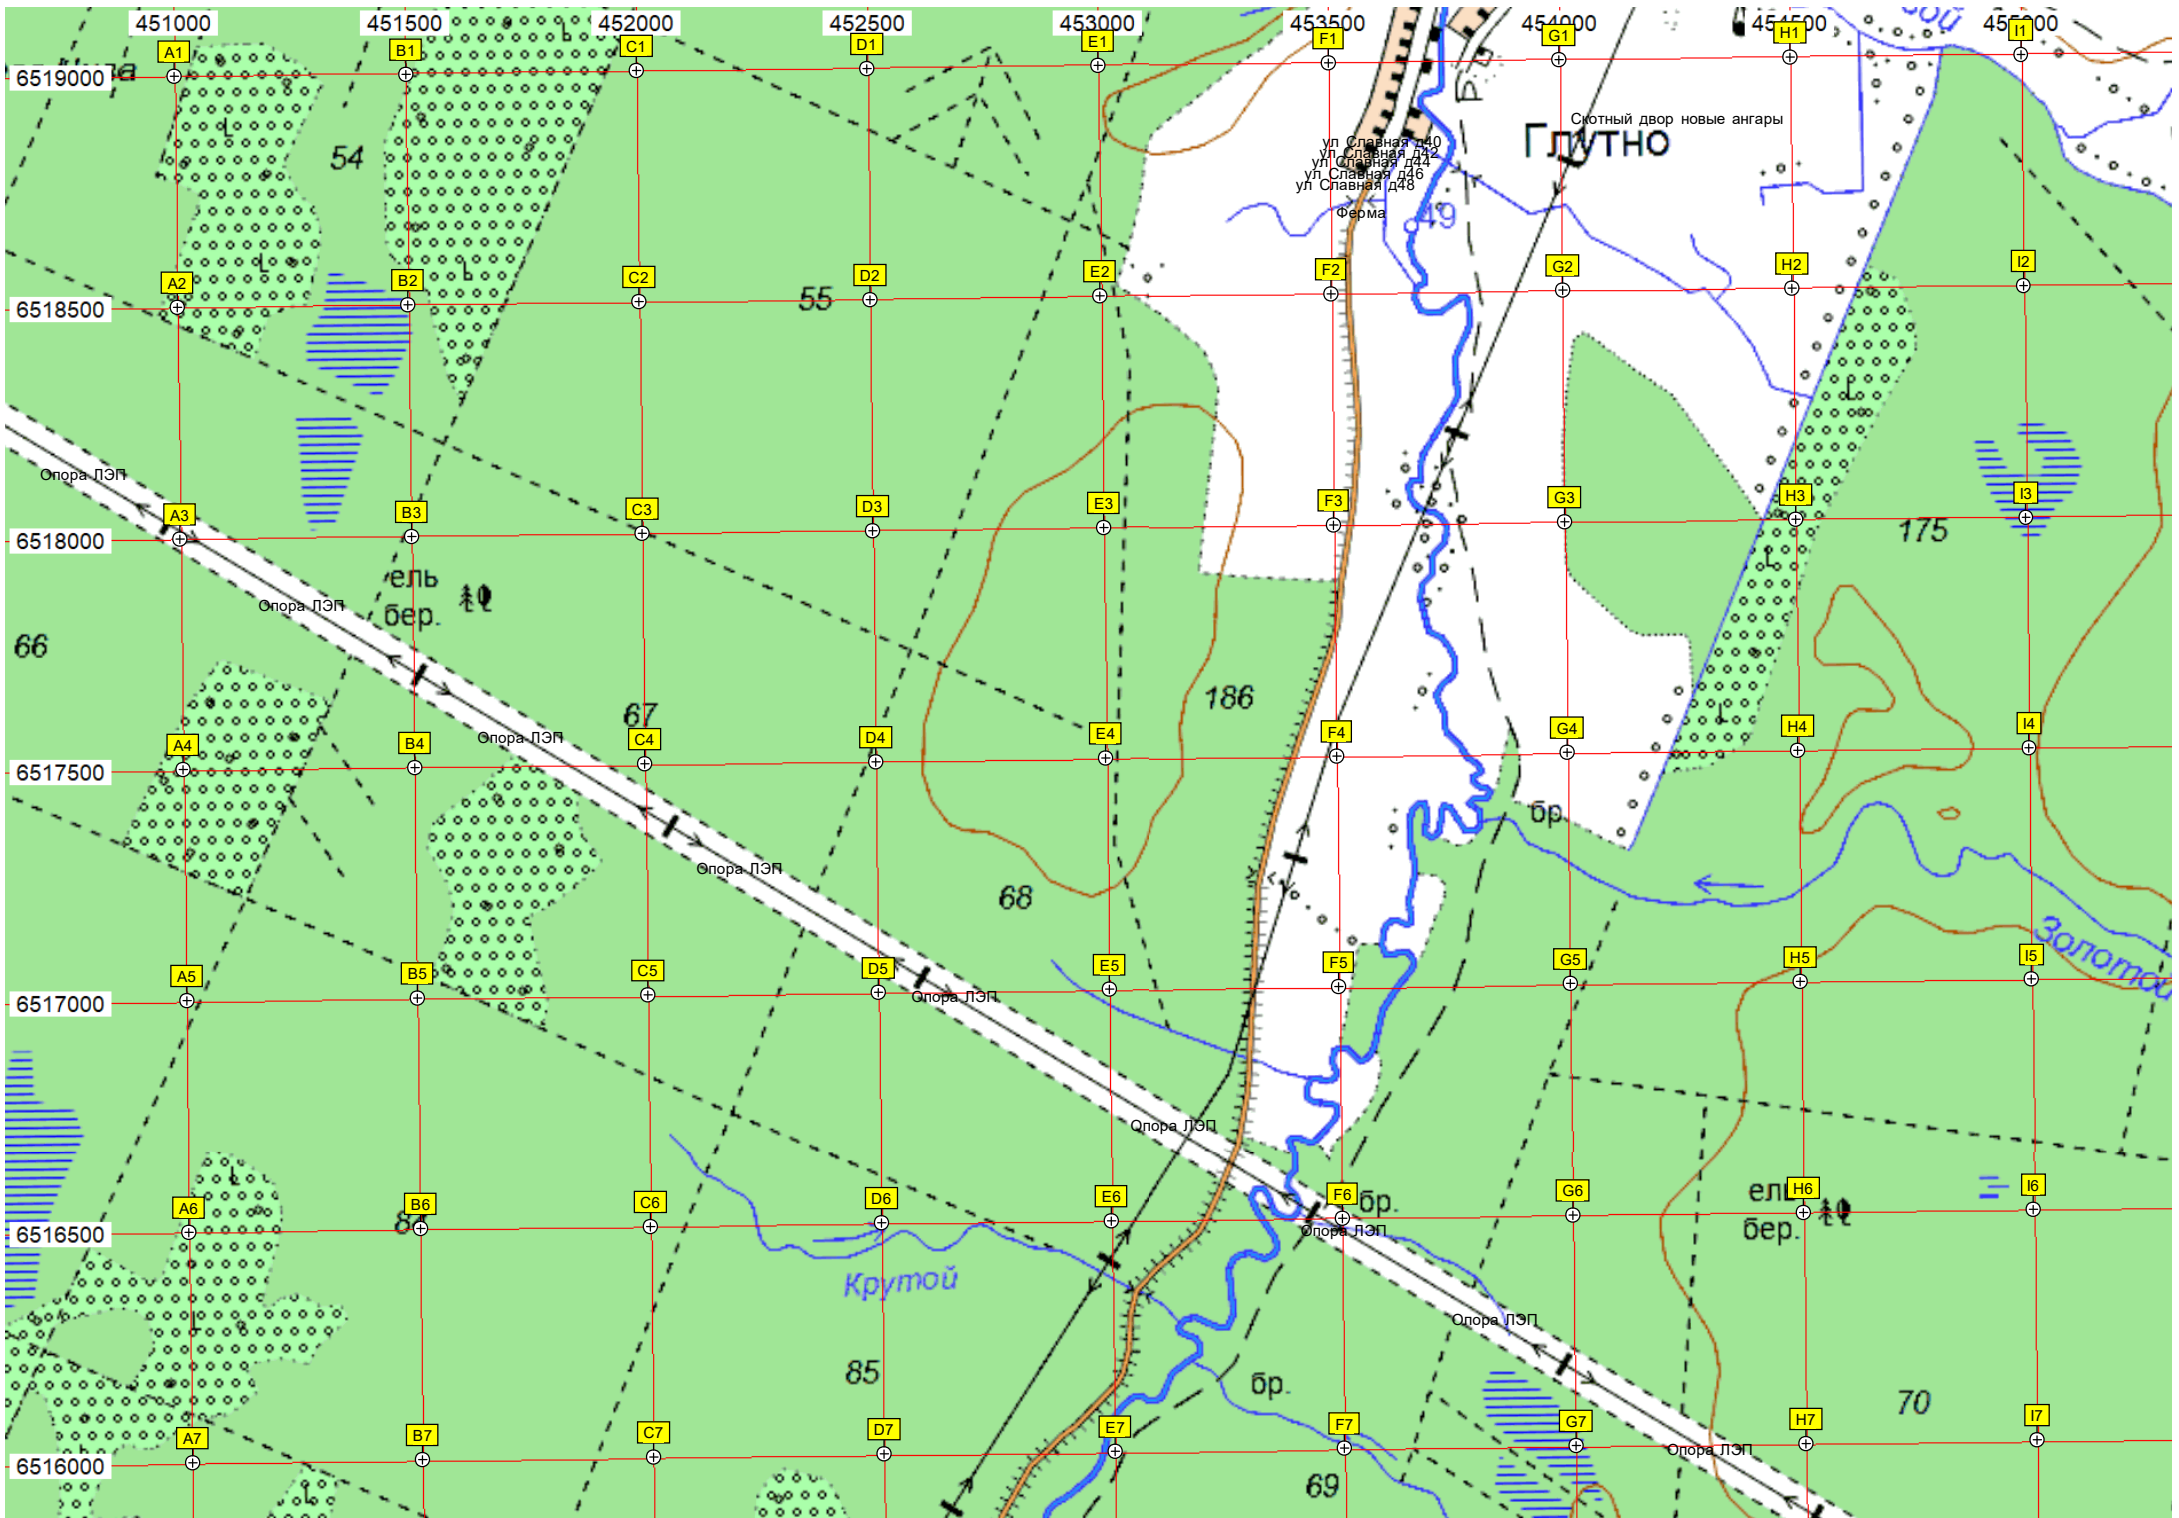 451000 451500 452000 452500 453000 453500 454000 454500 455000
A1 B1 C1 D1 E1 F1 G1 H1 I1
6519000
Скотный двор новые ангары
Глутно
54
ул Славная д40
ул Славная д42
ул Славная д44
ул Славная д46
ул Славная д48
Ферма
49
A2 B2 C2 D2 E2 F2 G2 H2 I2
6518500
55
Опора ЛЭП
A3 B3 C3 D3 E3 F3 G3 H3 I3
6518000
175
ель
бер.
Опора ЛЭП
66
186
67
Опора ЛЭП
A4 B4 C4 D4 E4 F4 G4 H4 I4
6517500
бр.
Опора ЛЭП
68
Золотой
A5 B5 C5 D5 E5 F5 G5 H5 I5
6517000
Опора ЛЭП
Опора ЛЭП
A6 B6 C6 D6 E6 F6 G6 H6 I6
6516500
84
бр.
ель
бер.
Опора ЛЭП
Крутой
Опора ЛЭП
85
бр.
70
A7 B7 C7 D7 E7 F7 G7 H7 I7
6516000
Опора ЛЭП
69